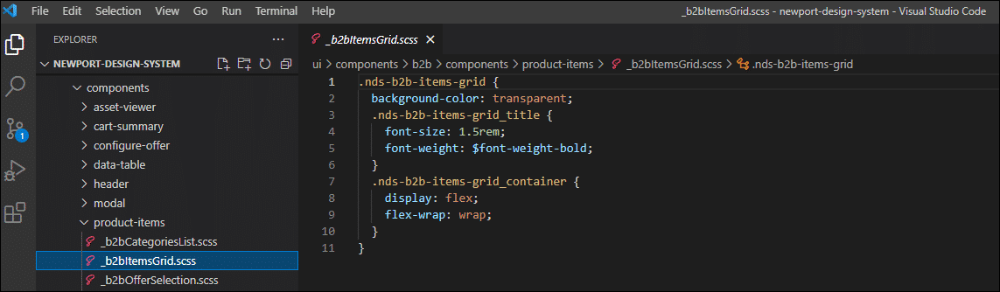 File Edit Selection View Go Run Terminal Help
_b2bItemsGrid.scss - newport-design-system - Visual Studio Code
EXPLORER
NEWPORT-DESIGN-SYSTEM
components
asset-viewer
cart-summary
configure-offer
data-table
header
modal
product-items
_b2bCategoriesList.scss
_b2bItemsGrid.scss
_b2bOfferSelection.scss
1
_b2bItemsGrid.scss
ui > components > b2b > components > product-items > _b2bItemsGrid.scss > .nds-b2b-items-grid
1 .nds-b2b-items-grid {
2 background-color: transparent;
3 .nds-b2b-items-grid_title {
4 font-size: 1.5rem;
5 font-weight: $font-weight-bold;
6 }
7 .nds-b2b-items-grid_container {
8 display: flex;
9 flex-wrap: wrap;
10 }
11 }